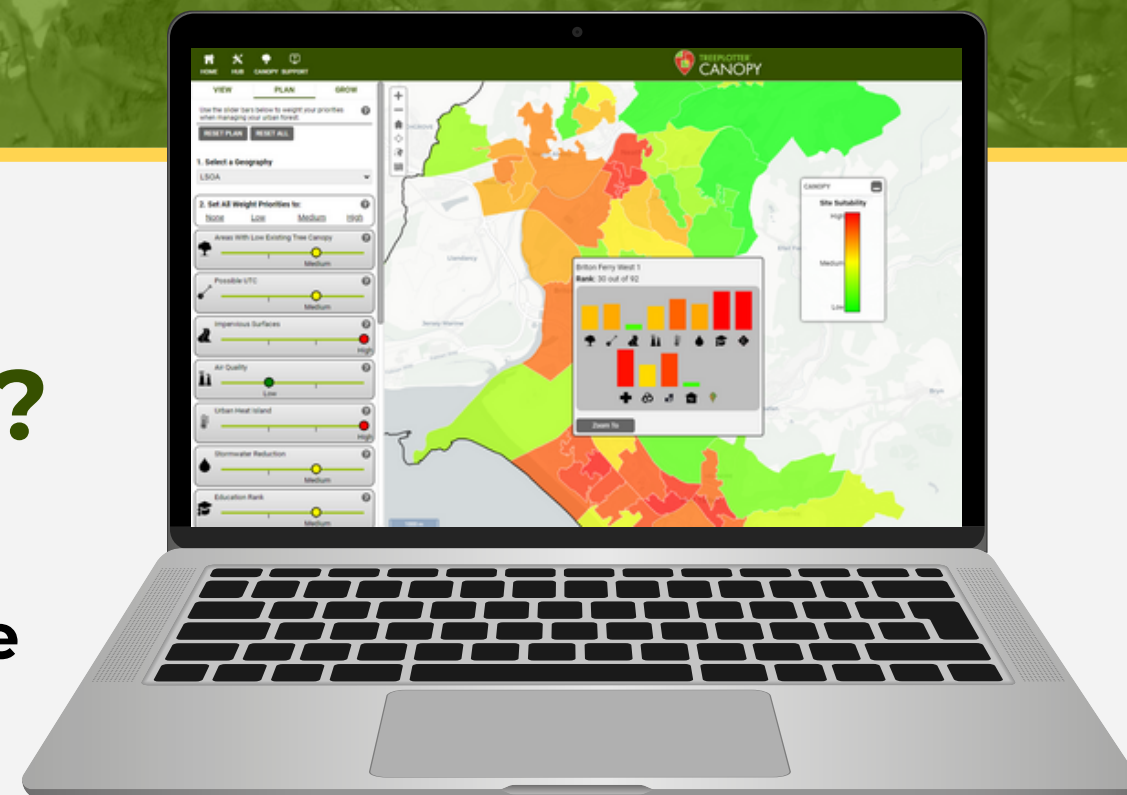 HOME HUB CANOPY SUPPORT
TREEPLOTTER
CANOPY
VIEW PLAN GROW
Use the slider bars below to weight your priorities
when managing your urban forest.
RESET PLAN RESET ALL
1. Select a Geography
LSOA
2. Set All Weight Priorities to:
None Low Medium High
Areas With Low Existing Tree Canopy
Medium
Possible UTC
Medium
Impervious Surfaces
High
Air Quality
Low
Urban Heat Island
High
Stormwater Reduction
Medium
Education Rank
Medium
Llandarcy
Jersey Marine
Briton Ferry West 1
Rank: 30 out of 92
Zoom To
CANOPY
Site Suitability
High
Medium
Low
?
e